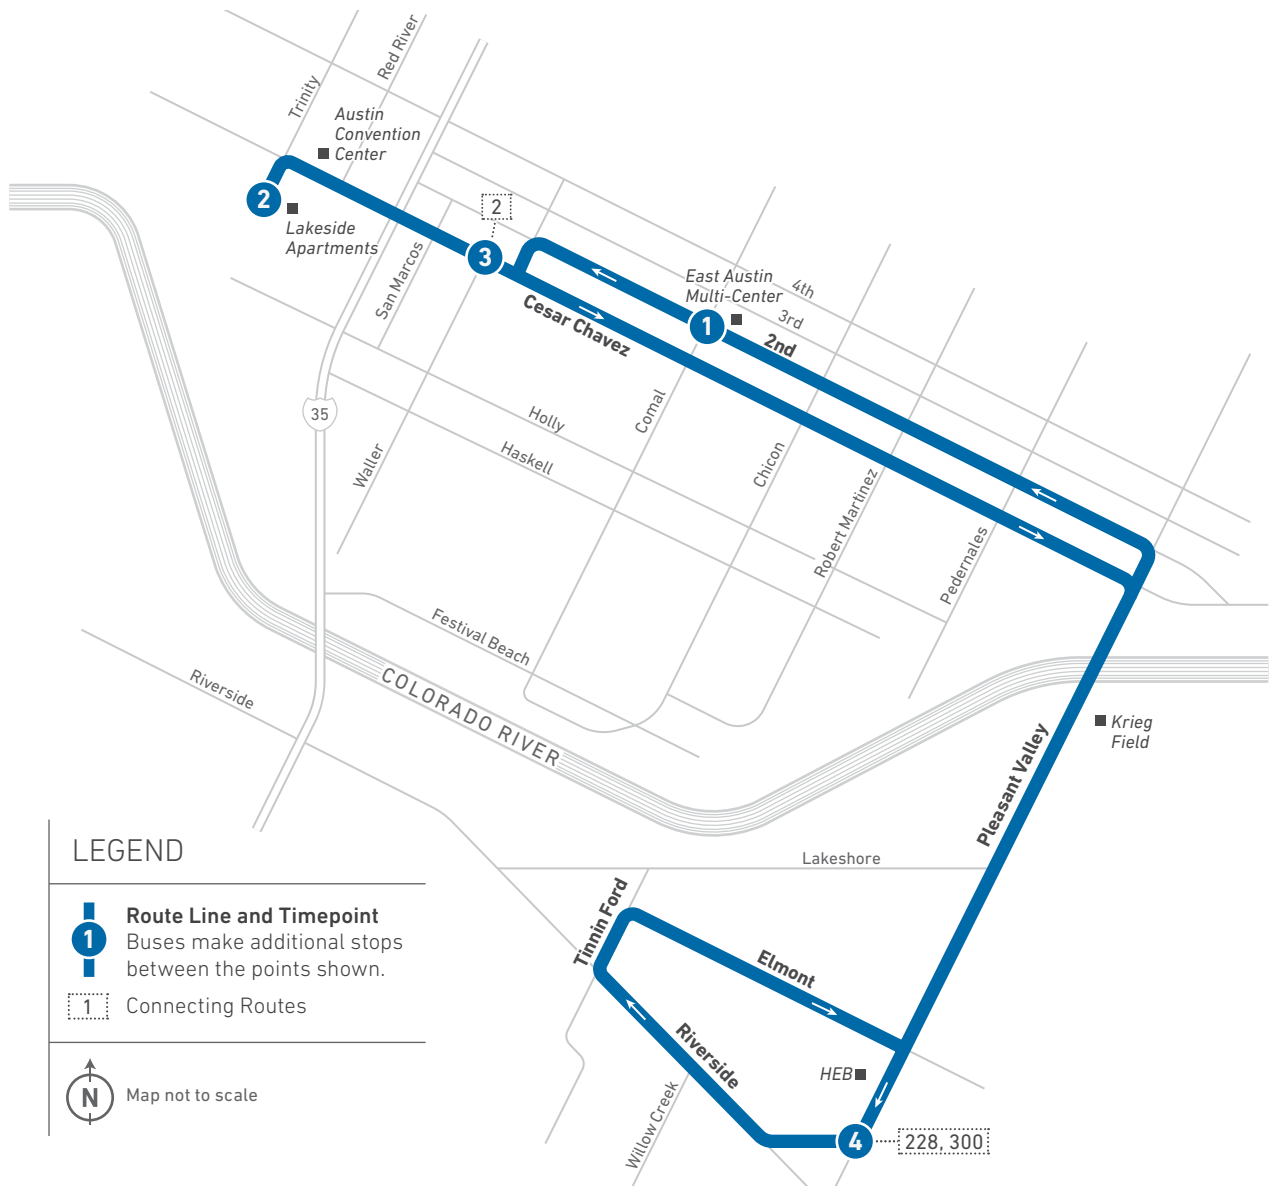 Red River
Trinity
Austin
Convention
Center
2
Lakeside
Apartments
2
3
San Marcos
East Austin
Multi-Center
4th
3rd
2nd
1
Cesar Chavez
35
Holly
Haskell
Waller
Comal
Chicon
Robert Martinez
Pedernales
Festival Beach
Riverside
COLORADO RIVER
Krieg
Field
Pleasant Valley
Lakeshore
Tinnin Ford
Elmont
Riverside
HEB
Willow Creek
4
228, 300
LEGEND
1
Route Line and Timepoint
Buses make additional stops
between the points shown.
1
Connecting Routes
N
Map not to scale